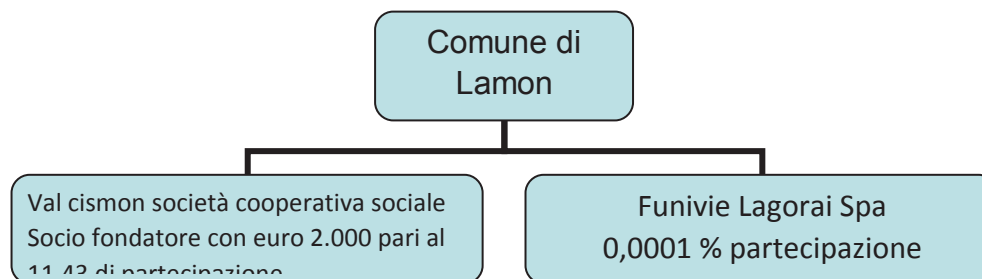 Comune di
Lamon
Val cismon società cooperativa sociale
Socio fondatore con euro 2.000 pari al
11,43 di partecipazione
Funivie Lagorai Spa
0,0001 % partecipazione